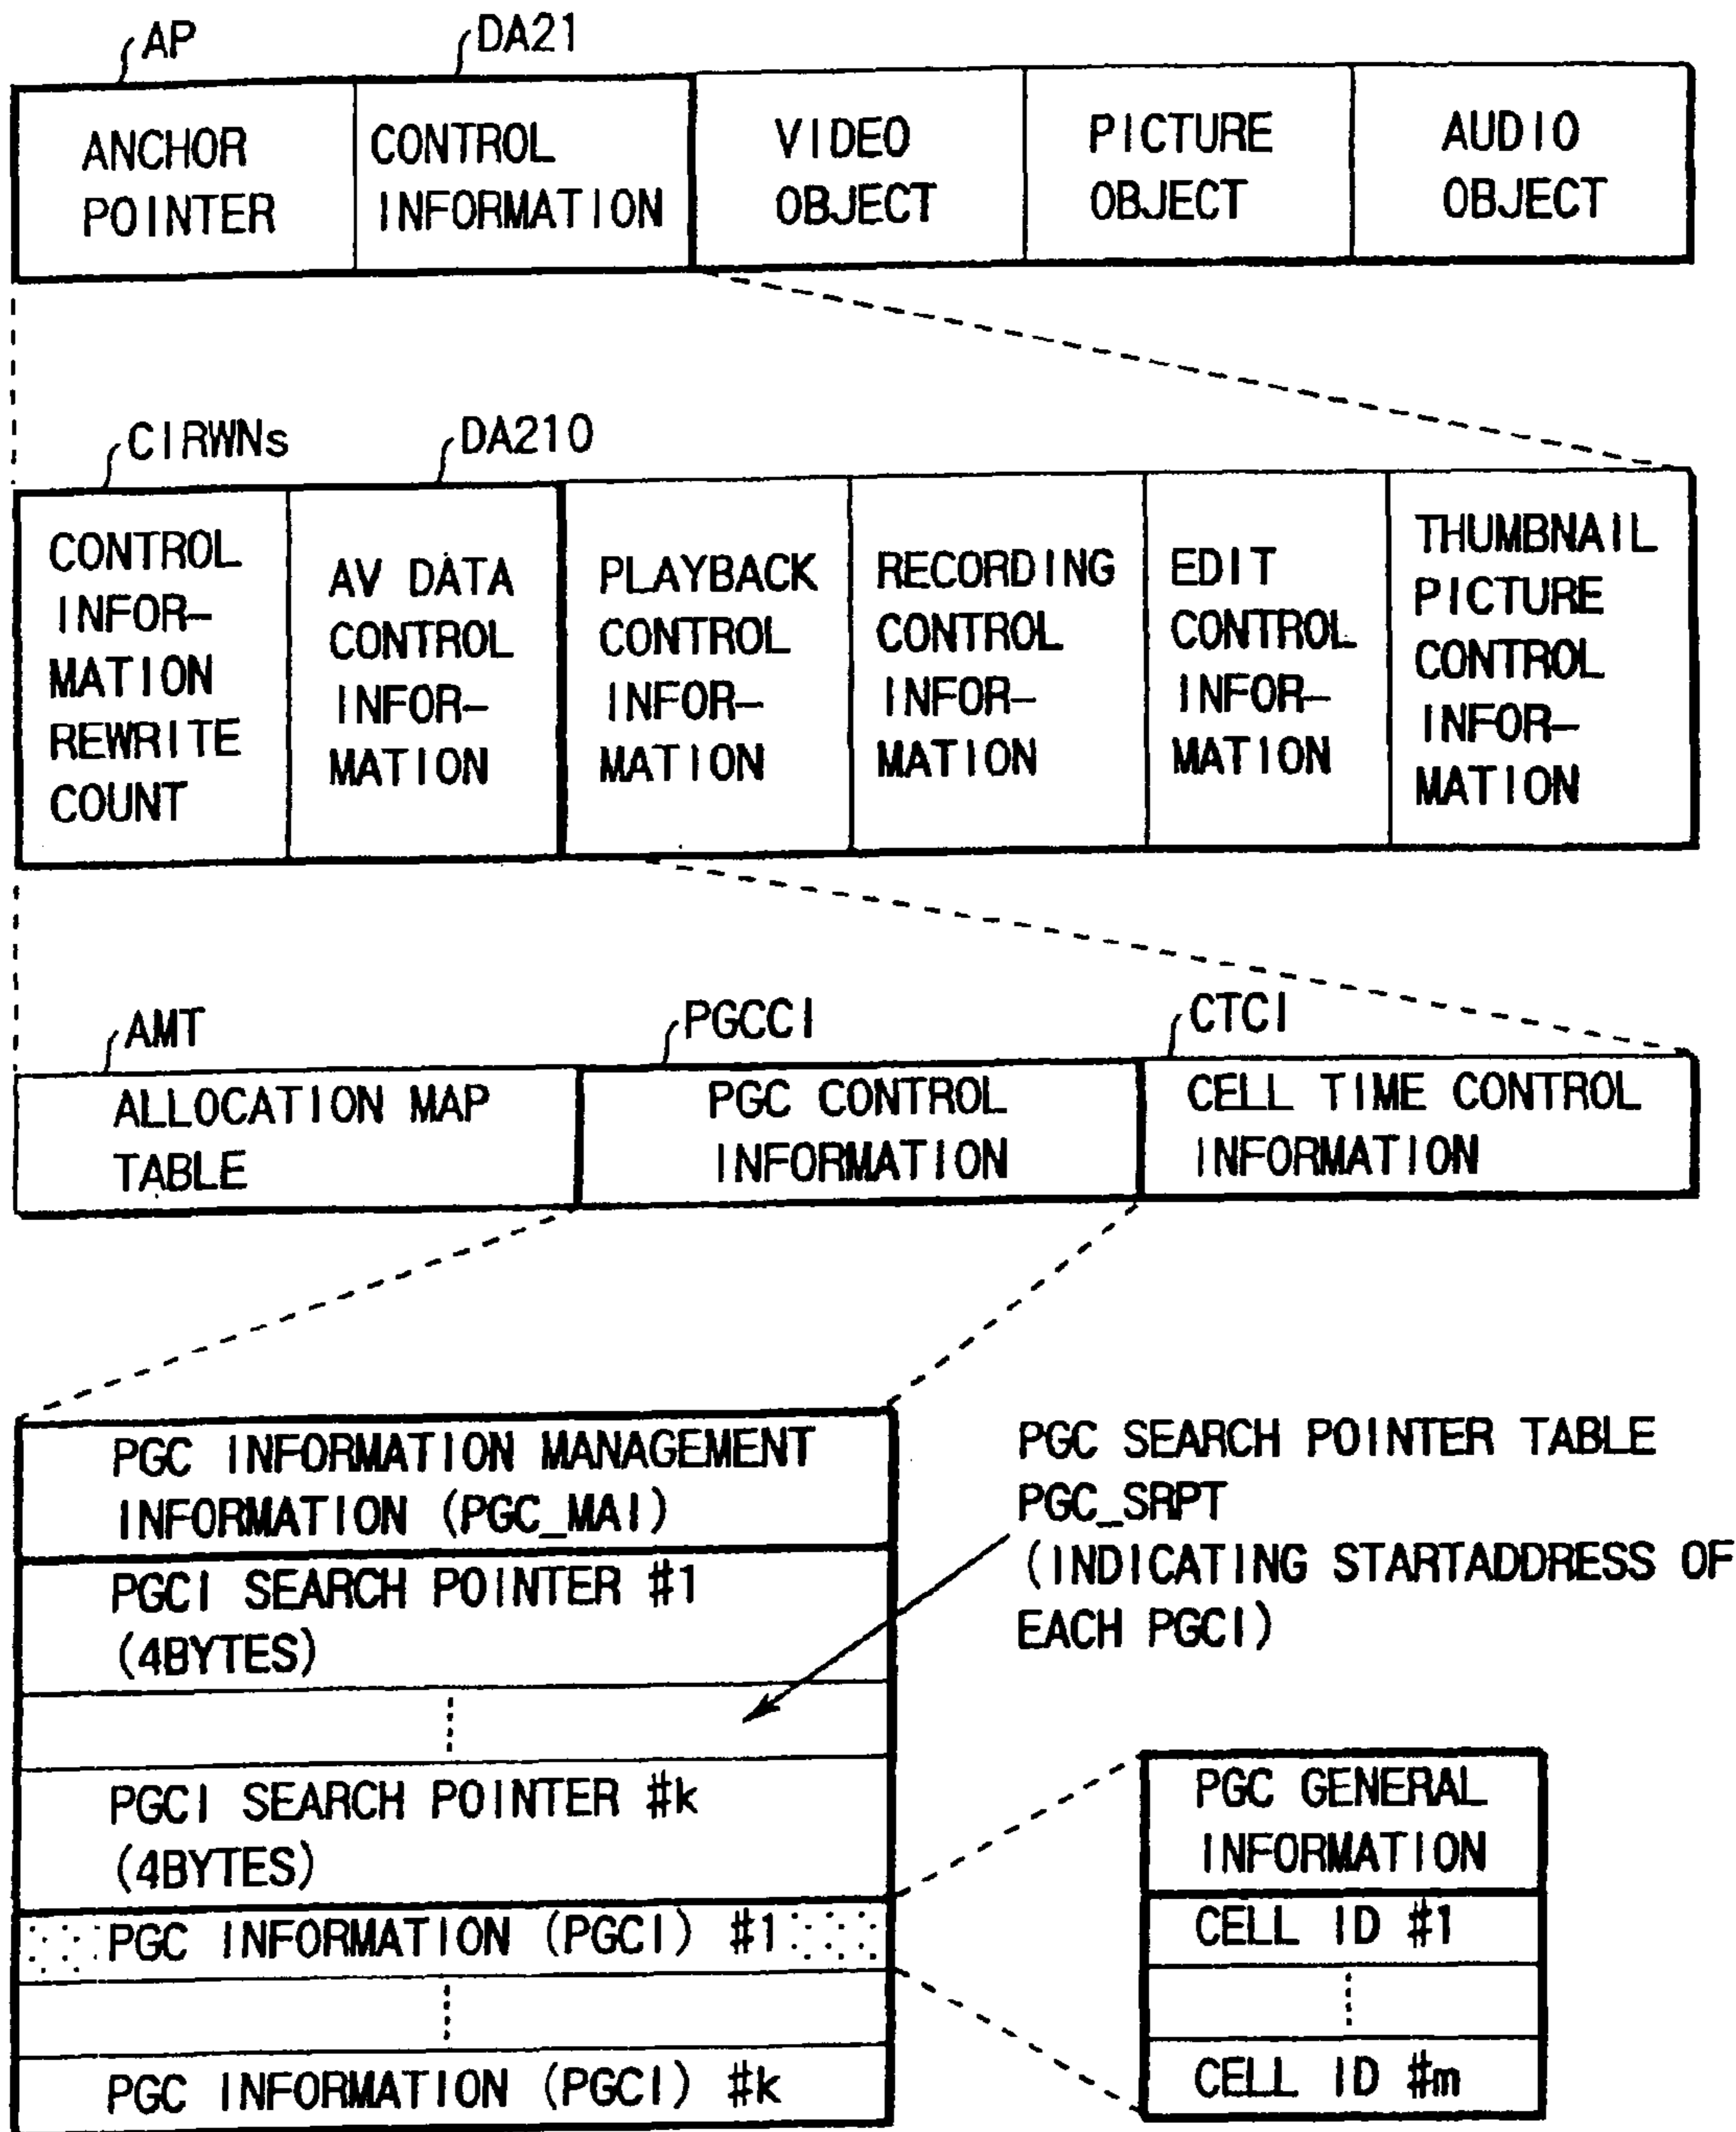 AP
DA21
ANCHOR
POINTER
CONTROL
INFORMATION
VIDEO
OBJECT
PICTURE
OBJECT
AUDIO
OBJECT
CIRWNs
DA210
CONTROL
INFOR-
MATION
REWRITE
COUNT
AV DATA
CONTROL
INFOR-
MATION
PLAYBACK
CONTROL
INFOR-
MATION
RECORDING
CONTROL
INFOR-
MATION
EDIT
CONTROL
INFOR-
MATION
THUMBNAIL
PICTURE
CONTROL
INFOR-
MATION
AMT
PGCCI
CTCI
ALLOCATION MAP
TABLE
PGC CONTROL
INFORMATION
CELL TIME CONTROL
INFORMATION
PGC INFORMATION MANAGEMENT
INFORMATION (PGC_MAI)
PGCI SEARCH POINTER #1
(4BYTES)
PGCI SEARCH POINTER #k
(4BYTES)
PGC INFORMATION (PGCI) #1
PGC INFORMATION (PGCI) #k
PGC SEARCH POINTER TABLE
PGC_SRPT
(INDICATING STARTADDRESS OF
EACH PGCI)
PGC GENERAL
INFORMATION
CELL ID #1
CELL ID #m